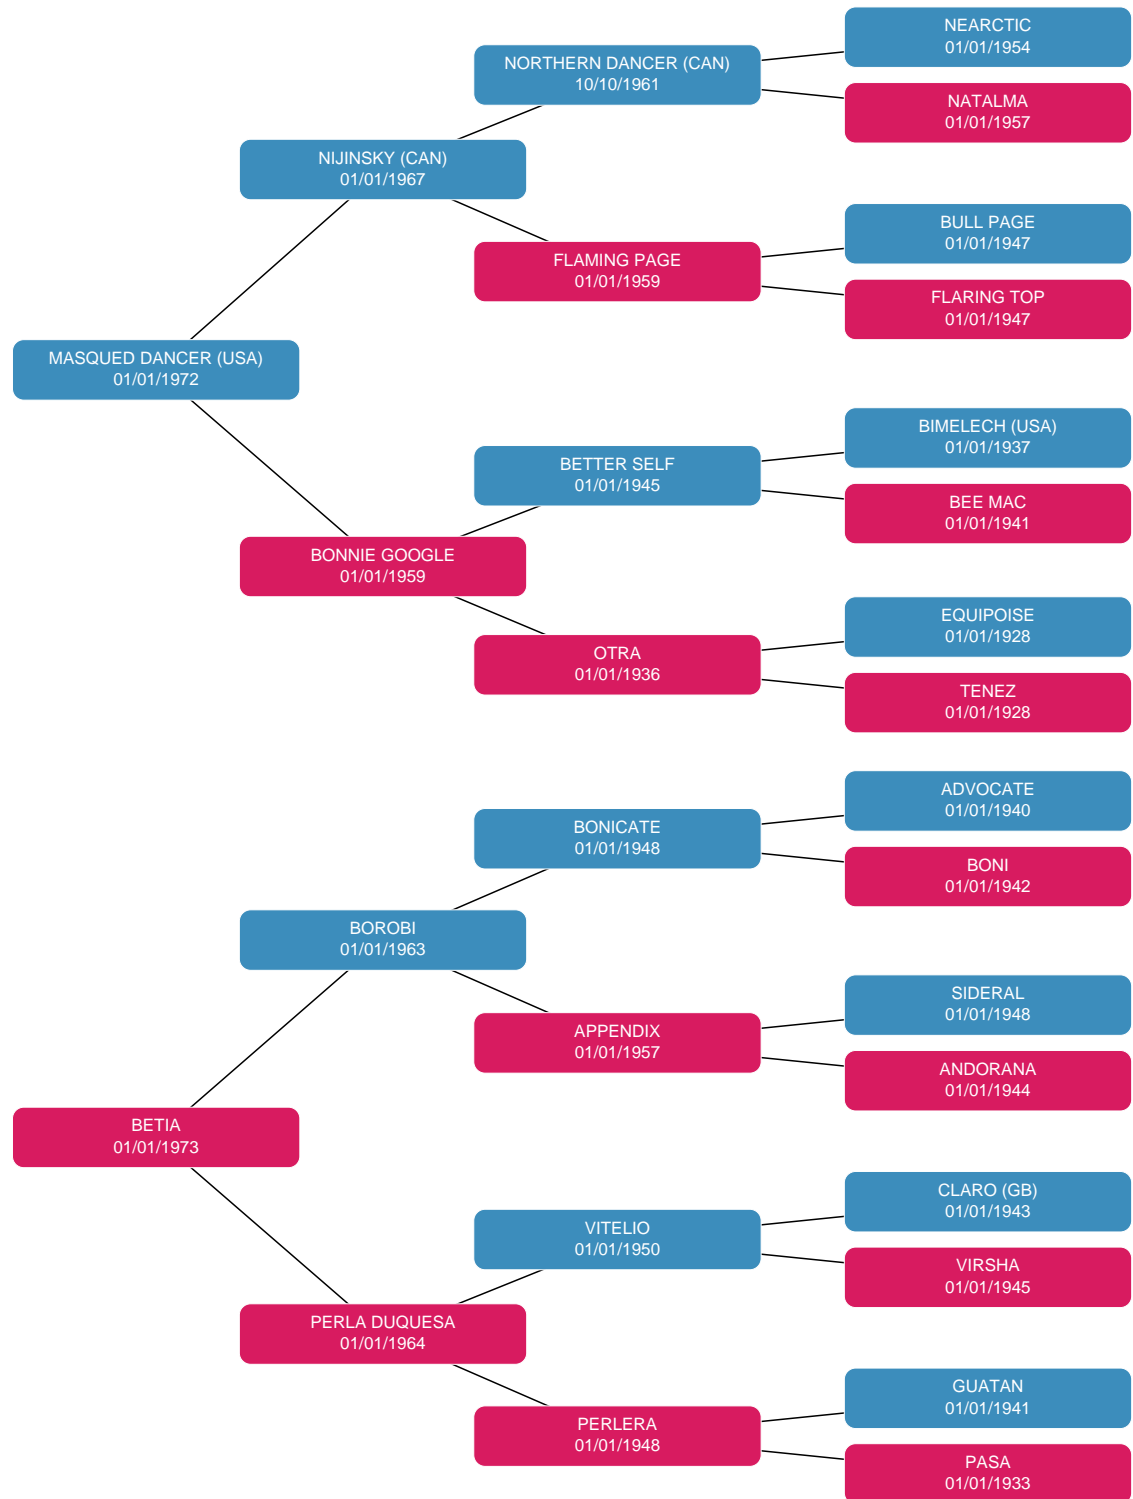 NEARCTIC
01/01/1954
NORTHERN DANCER (CAN)
10/10/1961
NATALMA
01/01/1957
NIJINSKY (CAN)
01/01/1967
BULL PAGE
01/01/1947
FLAMING PAGE
01/01/1959
FLARING TOP
01/01/1947
MASQUED DANCER (USA)
01/01/1972
BIMELECH (USA)
01/01/1937
BETTER SELF
01/01/1945
BEE MAC
01/01/1941
BONNIE GOOGLE
01/01/1959
EQUIPOISE
01/01/1928
OTRA
01/01/1936
TENEZ
01/01/1928
ADVOCATE
01/01/1940
BONICATE
01/01/1948
BONI
01/01/1942
BOROBI
01/01/1963
SIDERAL
01/01/1948
APPENDIX
01/01/1957
ANDORANA
01/01/1944
BETIA
01/01/1973
CLARO (GB)
01/01/1943
VITELIO
01/01/1950
VIRSHA
01/01/1945
PERLA DUQUESA
01/01/1964
GUATAN
01/01/1941
PERLERA
01/01/1948
PASA
01/01/1933